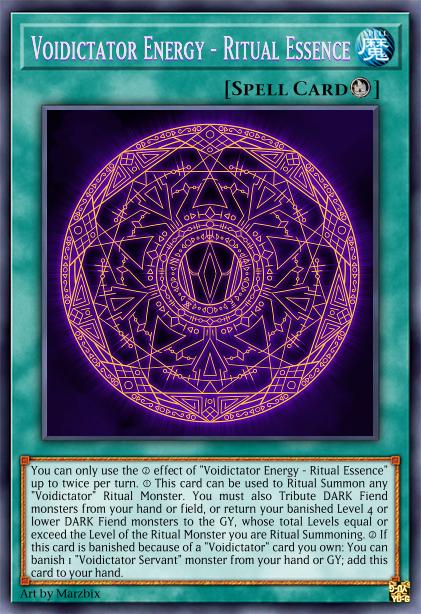 Voidictator Energy - Ritual Essence
魔
[Spell Card]
You can only use the ② effect of "Voidictator Energy - Ritual Essence"
up to twice per turn. ① This card can be used to Ritual Summon any
"Voidictator" Ritual Monster. You must also Tribute DARK Fiend
monsters from your hand or field, or return your banished Level 4 or
lower DARK Fiend monsters to the GY, whose total Levels equal or
exceed the Level of the Ritual Monster you are Ritual Summoning. ② If
this card is banished because of a "Voidictator" card you own: You can
banish 1 "Voidictator Servant" monster from your hand or GY; add this
card to your hand.
Art by Marzbix